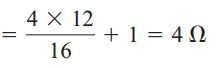 = 4 × 12 / 16 + 1 = 4 Ω